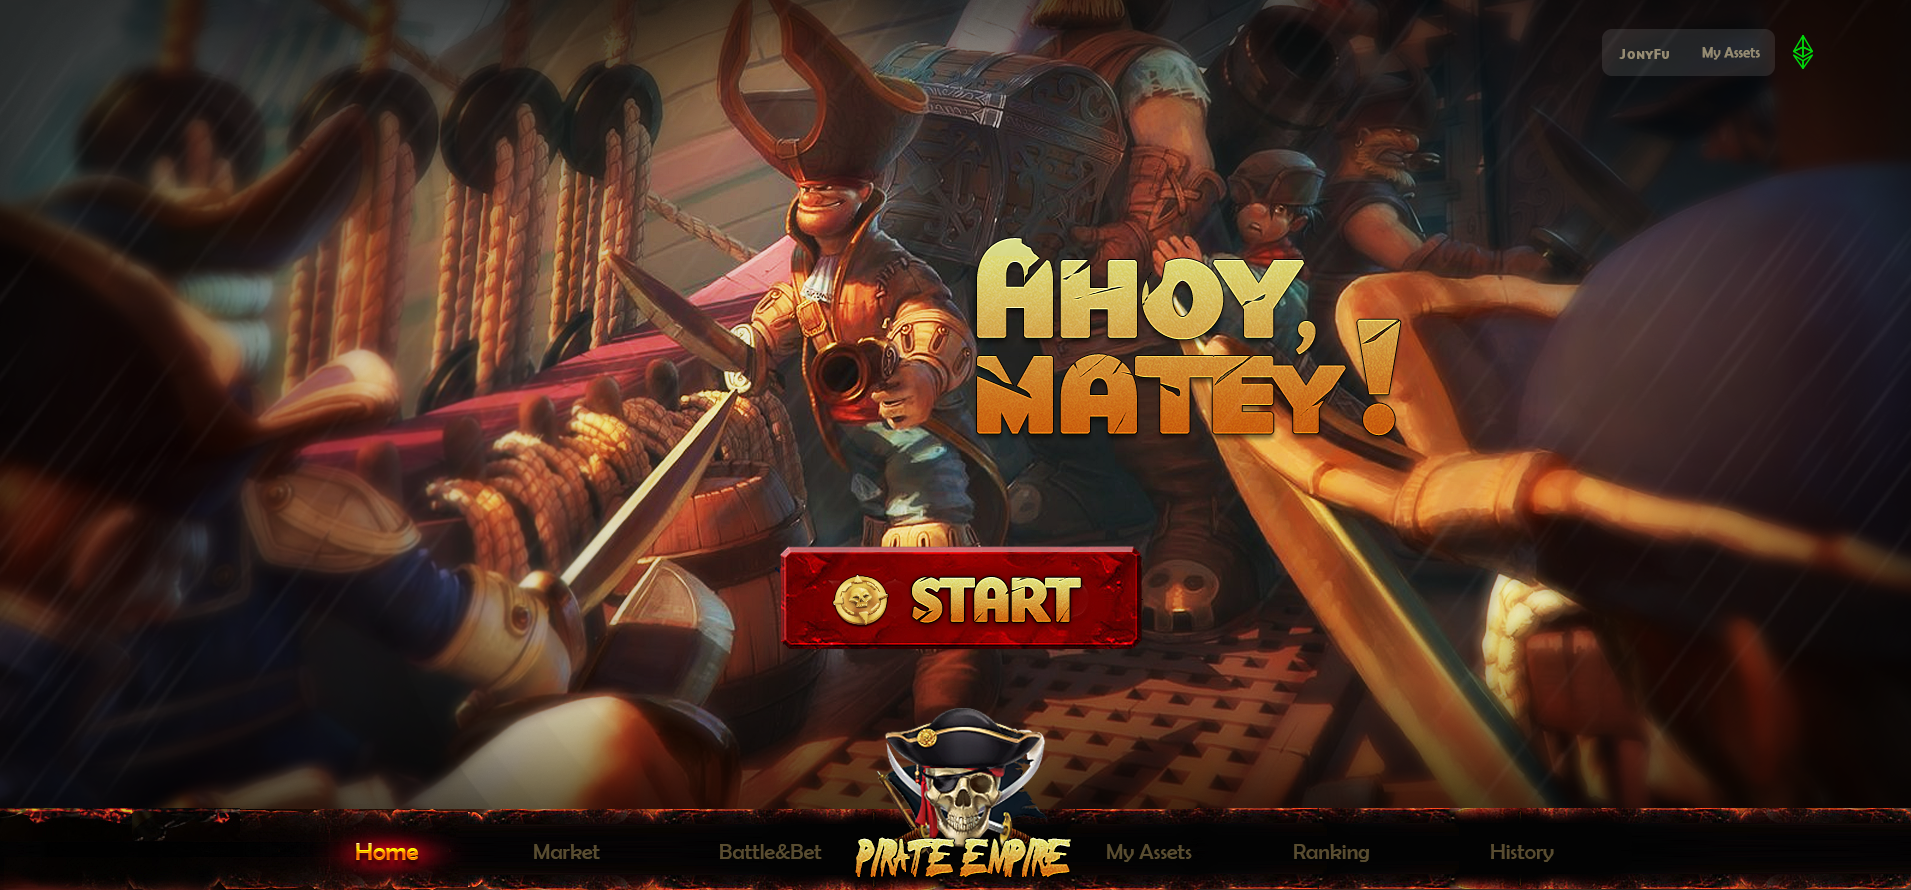 JonyFu My Assets
Ahoy,
Matey!
START
Home Market Battle&Bet PIRATE EMPIRE My Assets Ranking History